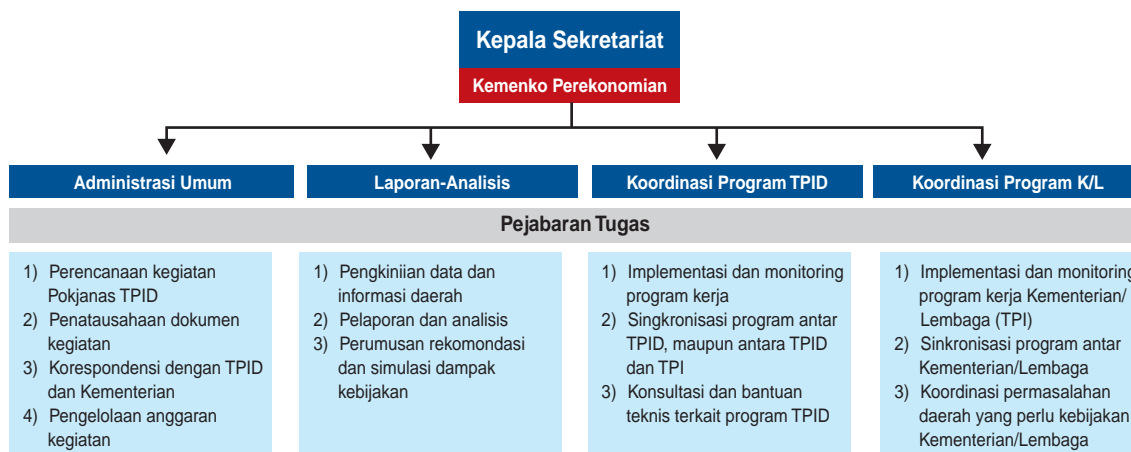 Kepala Sekretariat
Kemenko Perekonomian
Administrasi Umum
Laporan-Analisis
Koordinasi Program TPID
Koordinasi Program K/L
Pejabaran Tugas
1) Perencanaan kegiatan
Pokjanas TPID
2) Penatausahaan dokumen
kegiatan
3) Korespondensi dengan TPID
dan Kementerian
4) Pengelolaan anggaran
kegiatan
1) Pengkiniian data dan
informasi daerah
2) Pelaporan dan analisis
3) Perumusan rekomondasi
dan simulasi dampak
kebijakan
1) Implementasi dan monitoring
program kerja
2) Singkronisasi program antar
TPID, maupun antara TPID
dan TPI
3) Konsultasi dan bantuan
teknis terkait program TPID
1) Implementasi dan monitoring
program kerja Kementerian/
Lembaga (TPI)
2) Sinkronisasi program antar
Kementerian/Lembaga
3) Koordinasi permasalahan
daerah yang perlu kebijakan
Kementerian/Lembaga